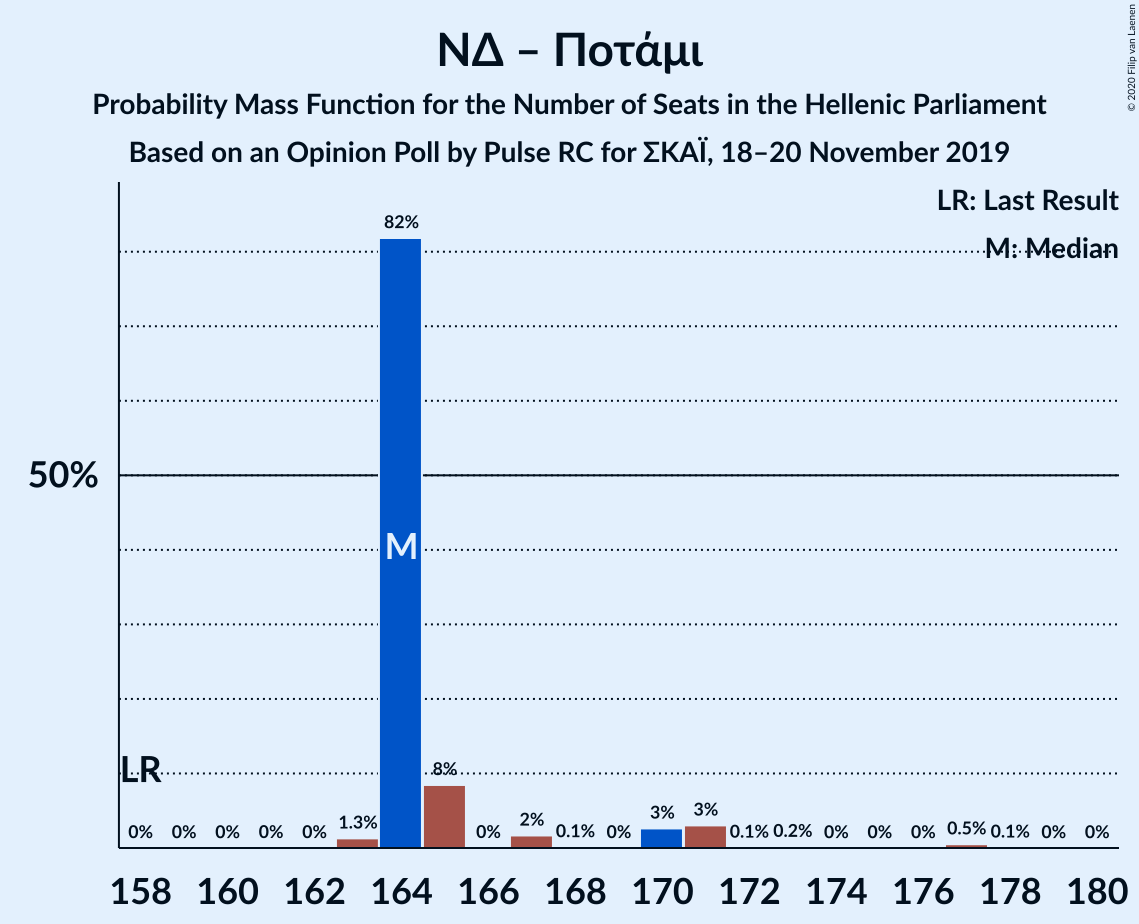 ΝΔ – Ποτάμι
Probability Mass Function for the Number of Seats in the Hellenic Parliament
Based on an Opinion Poll by Pulse RC for ΣΚΑΪ, 18–20 November 2019
© 2020 Filip van Laenen
LR: Last Result
M: Median
82%
50%
M
LR
8%
0% 0% 0% 0% 0% 1.3% 0% 2% 0.1% 0% 3% 3% 0.1% 0.2% 0% 0% 0% 0.5% 0.1% 0% 0%
158 160 162 164 166 168 170 172 174 176 178 180